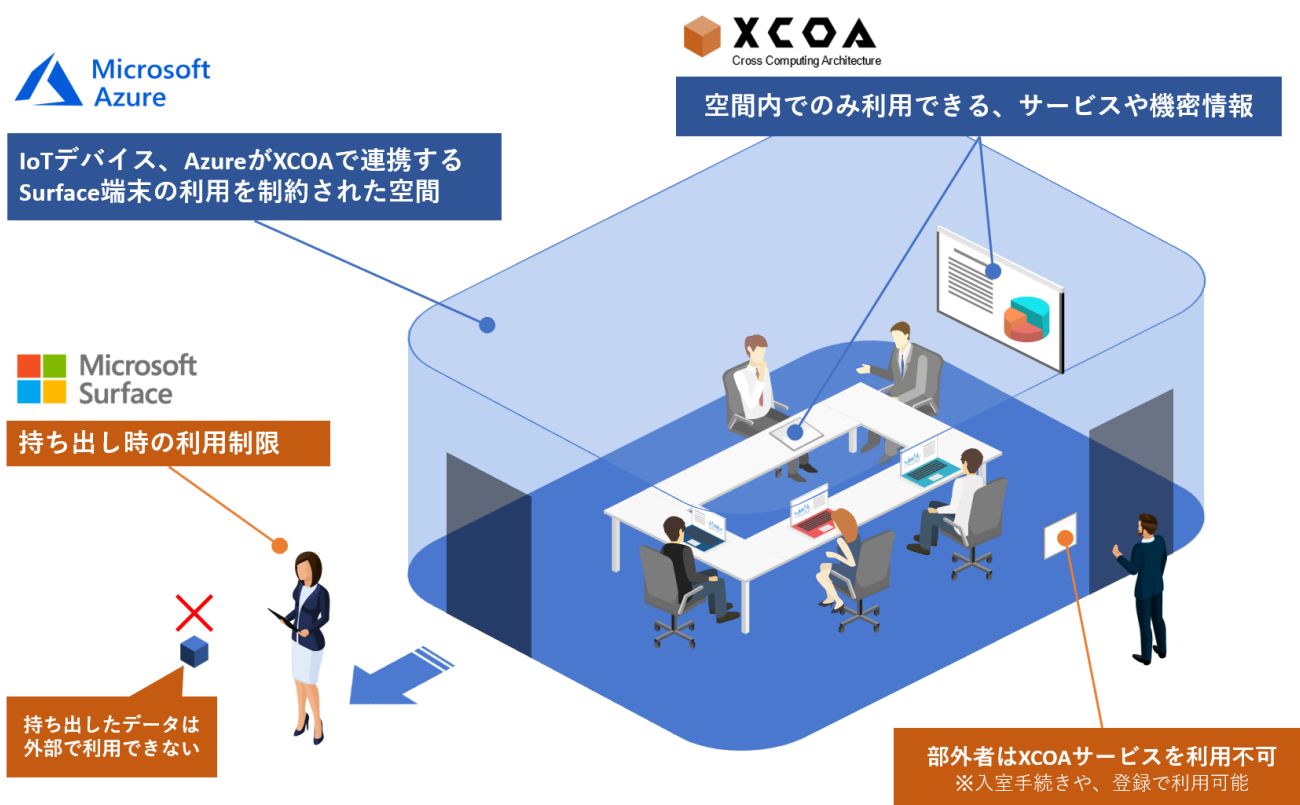 XCOA
Cross Computing Architecture
空間内でのみ利用できる、サービスや機密情報
Microsoft
Azure
IoTデバイス、AzureがXCOAで連携する
Surface端末の利用を制約された空間
Microsoft
Surface
持ち出し時の利用制限
持ち出したデータは
外部で利用できない
部外者はXCOAサービスを利用不可
※入室手続きや、登録で利用可能